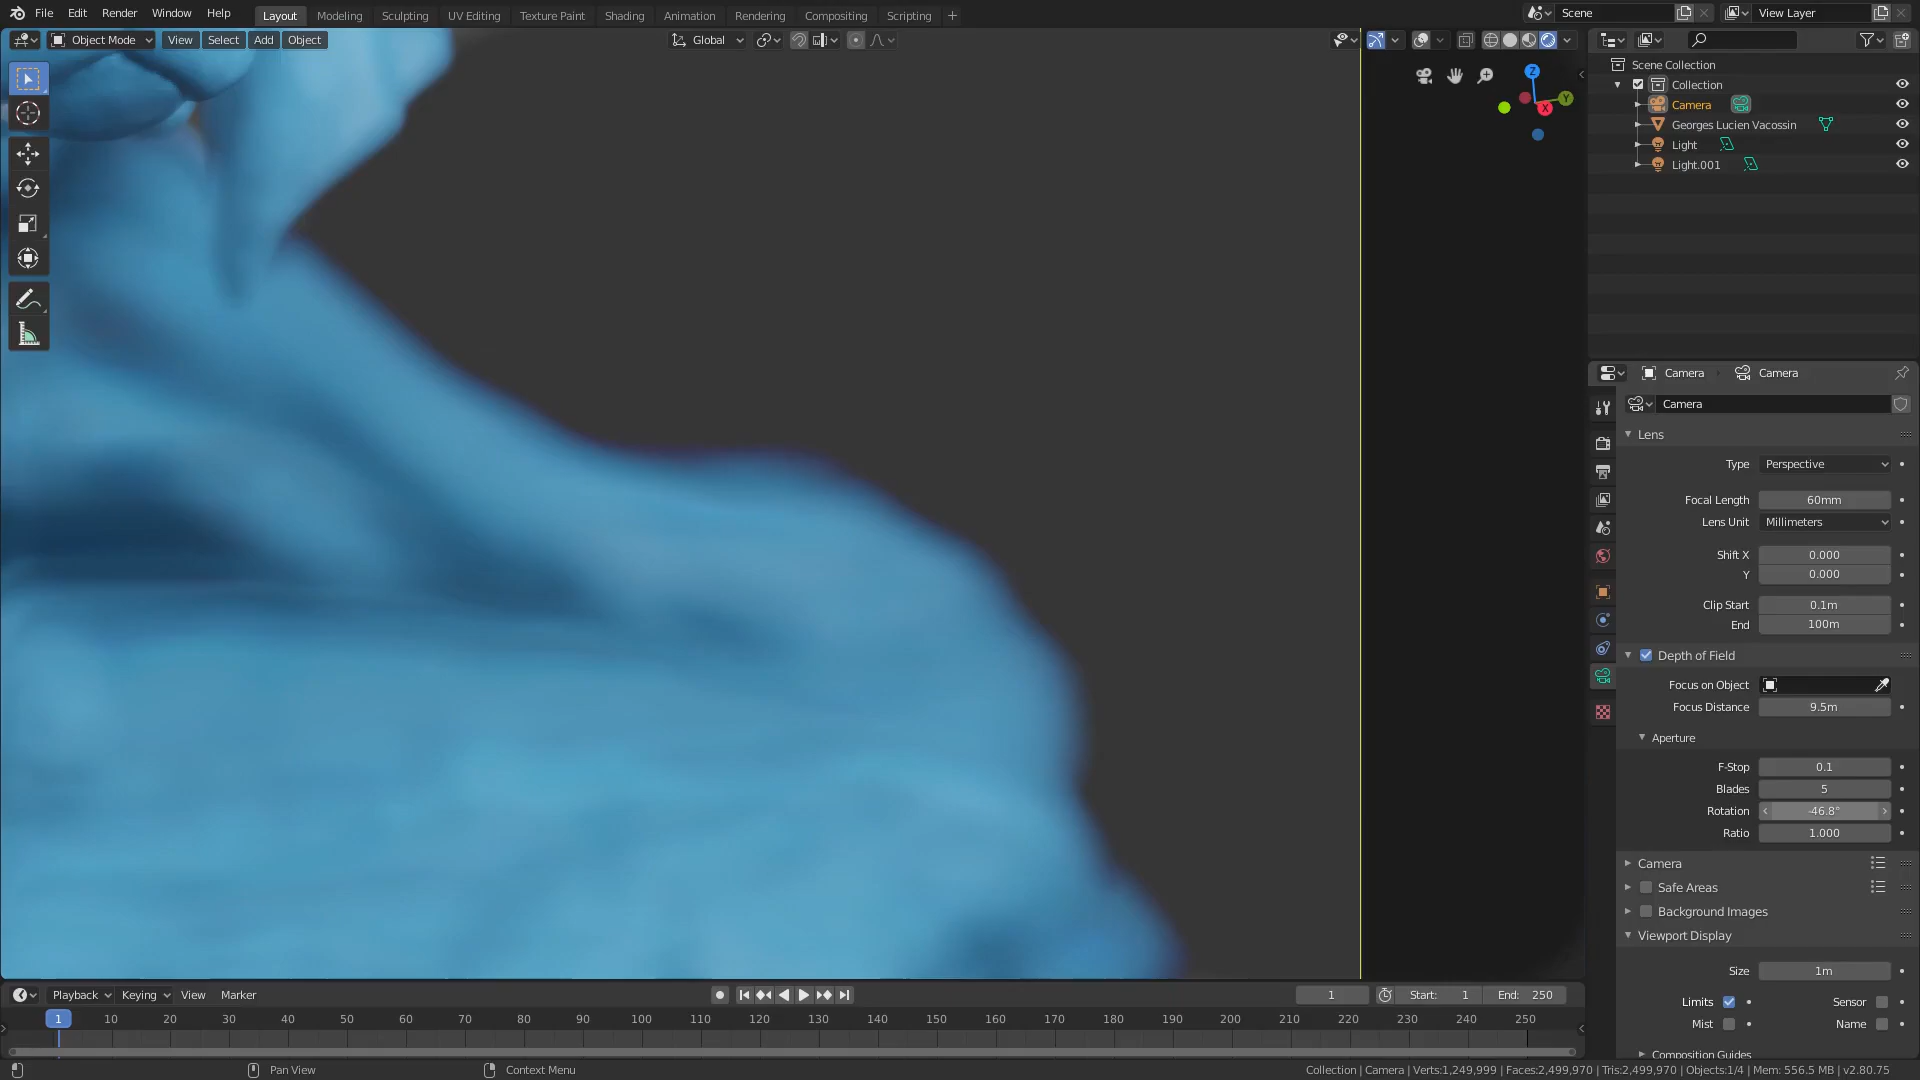 File Edit Render Window Help Layout Modeling Sculpting UV Editing Texture Paint Shading Animation Rendering Compositing Scripting + Scene View Layer
Object Mode View Select Add Object Global
Scene Collection
Collection
Camera
Georges Lucien Vacossin
Light
Light.001
Z
Y
X
Camera Camera
Camera
Lens
Type Perspective
Focal Length 60mm
Lens Unit Millimeters
Shift X 0.000
Y 0.000
Clip Start 0.1m
End 100m
Depth of Field
Focus on Object
Focus Distance 9.5m
Aperture
F-Stop 0.1
Blades 5
Rotation -46.8°
Ratio 1.000
Camera
Safe Areas
Background Images
Viewport Display
Size 1m
Limits Sensor
Mist Name
Composition Guides
Playback Keying View Marker 1 Start: 1 End: 250
1 10 20 30 40 50 60 70 80 90 100 110 120 130 140 150 160 170 180 190 200 210 220 230 240 250
Pan View Context Menu Collection | Camera | Verts:1,249,999 | Faces:2,499,970 | Tris:2,499,970 | Objects:1/4 | Mem: 556.5 MB | v2.80.75